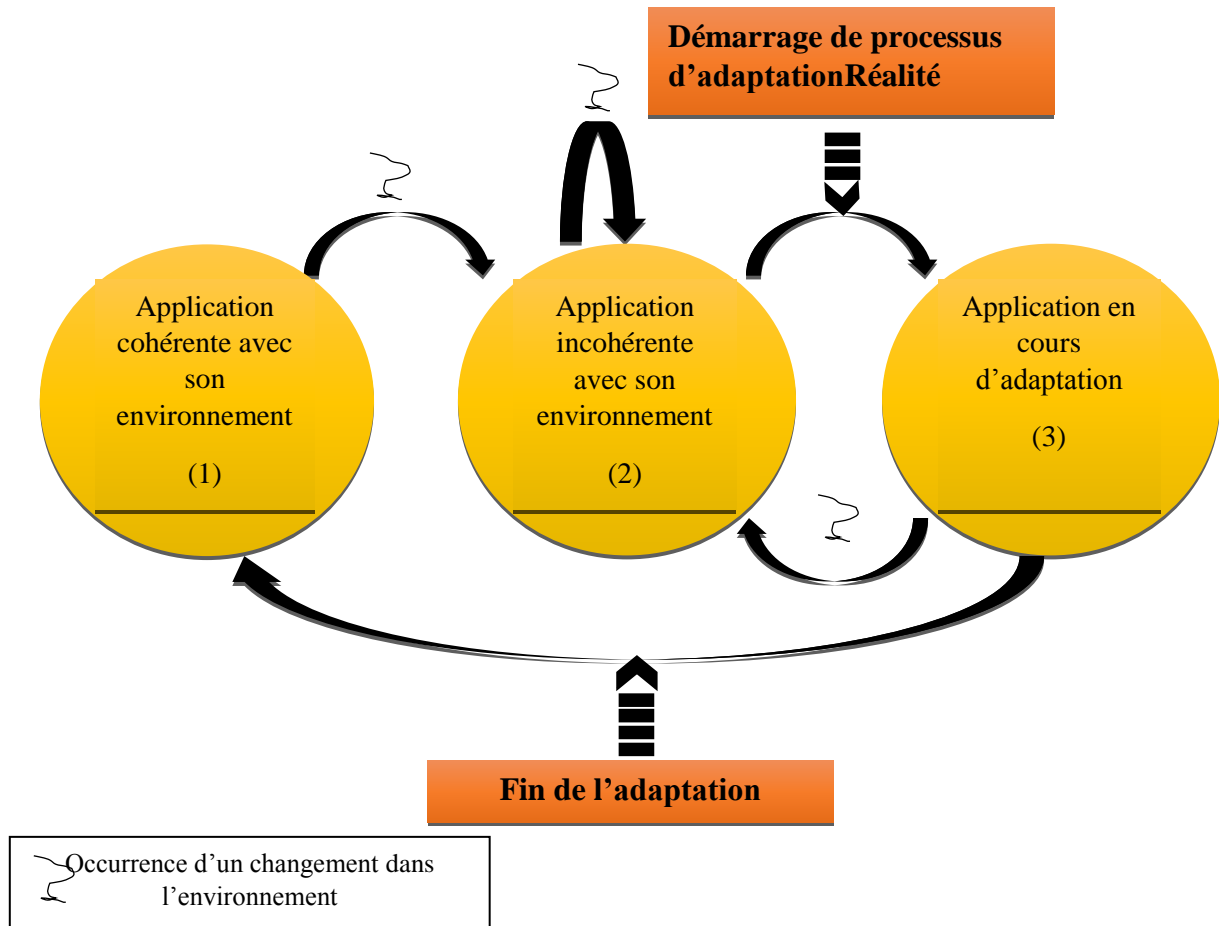 Démarrage de processus
d’adaptationRéalité
Application
cohérente avec
son
environnement
(1)
Application
incohérente
avec son
environnement
(2)
Application en
cours
d’adaptation
(3)
Fin de l’adaptation
Occurrence d’un changement dans
l’environnement